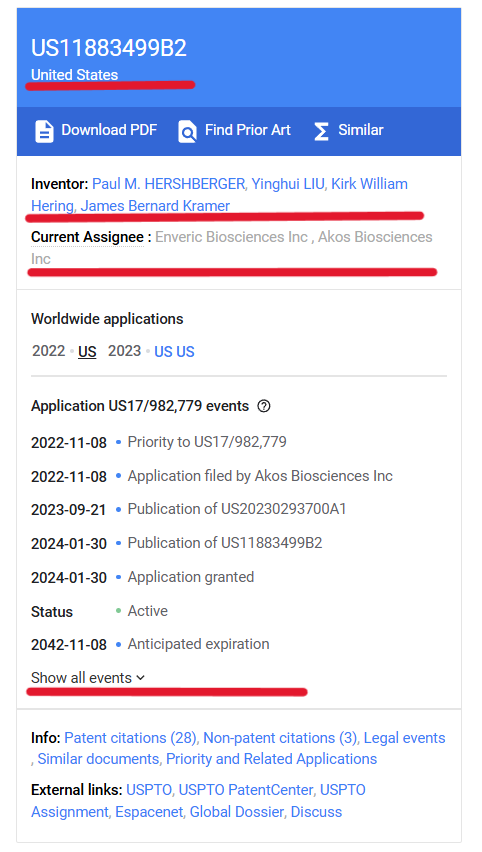 US11883499B2
United States
Download PDF Find Prior Art Similar
Inventor: Paul M. HERSHBERGER, Yinghui LIU, Kirk William
Hering, James Bernard Kramer
Current Assignee : Enveric Biosciences Inc , Akos Biosciences
Inc
Worldwide applications
2022 · US 2023 · US US
Application US17/982,779 events
2022-11-08 • Priority to US17/982,779
2022-11-08 • Application filed by Akos Biosciences Inc
2023-09-21 • Publication of US20230293700A1
2024-01-30 • Publication of US11883499B2
2024-01-30 • Application granted
Status • Active
2042-11-08 • Anticipated expiration
Show all events
Info: Patent citations (28), Non-patent citations (3), Legal events
, Similar documents, Priority and Related Applications
External links: USPTO, USPTO PatentCenter, USPTO
Assignment, Espacenet, Global Dossier, Discuss